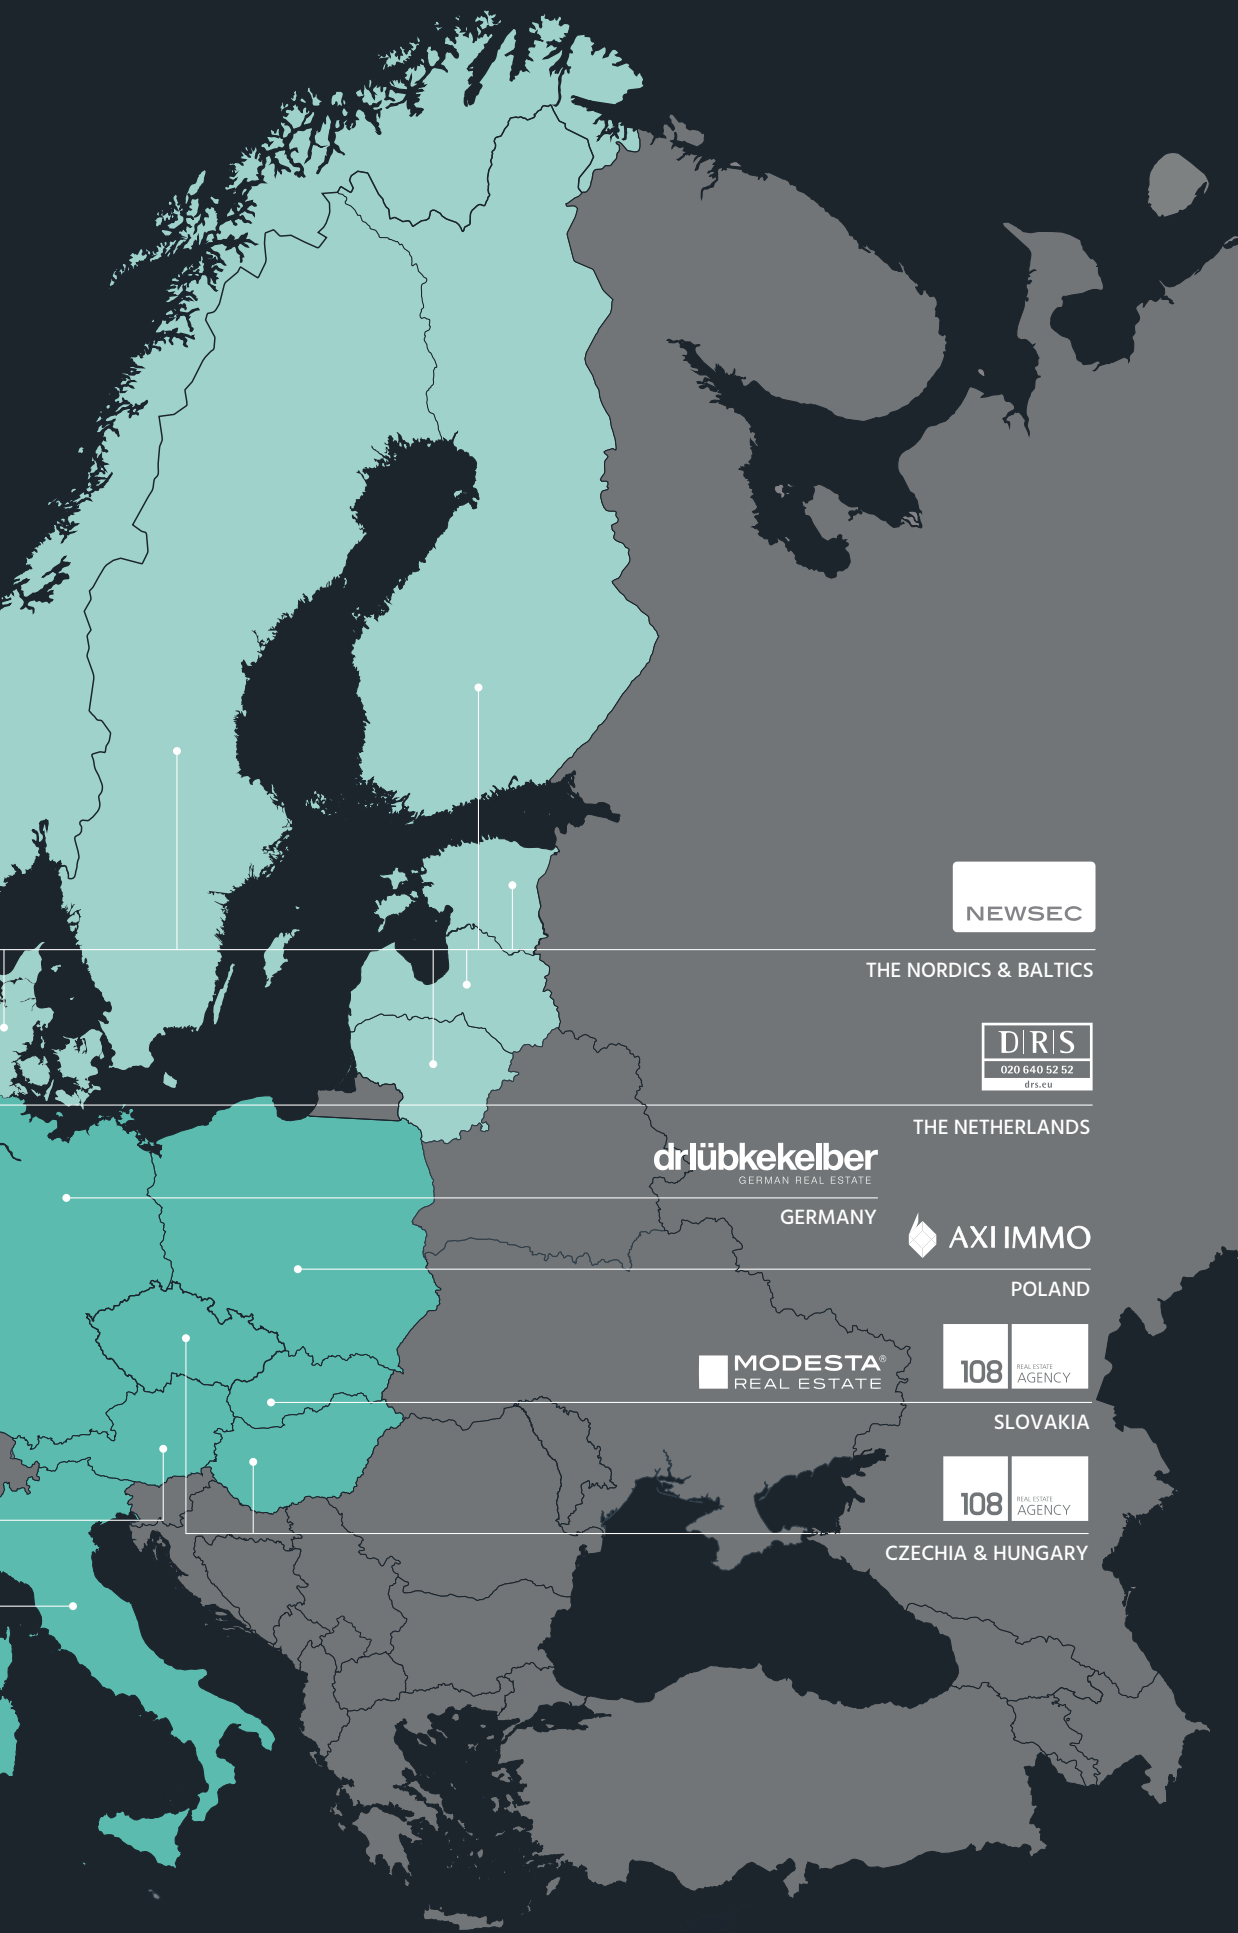 NEWSEC
THE NORDICS & BALTICS
D|R|S
020 640 52 52
drs.eu
THE NETHERLANDS
drlübkekelber
GERMAN REAL ESTATE
GERMANY
AXI IMMO
POLAND
MODESTA®
REAL ESTATE
108
REAL ESTATE
AGENCY
SLOVAKIA
108
REAL ESTATE
AGENCY
CZECHIA & HUNGARY